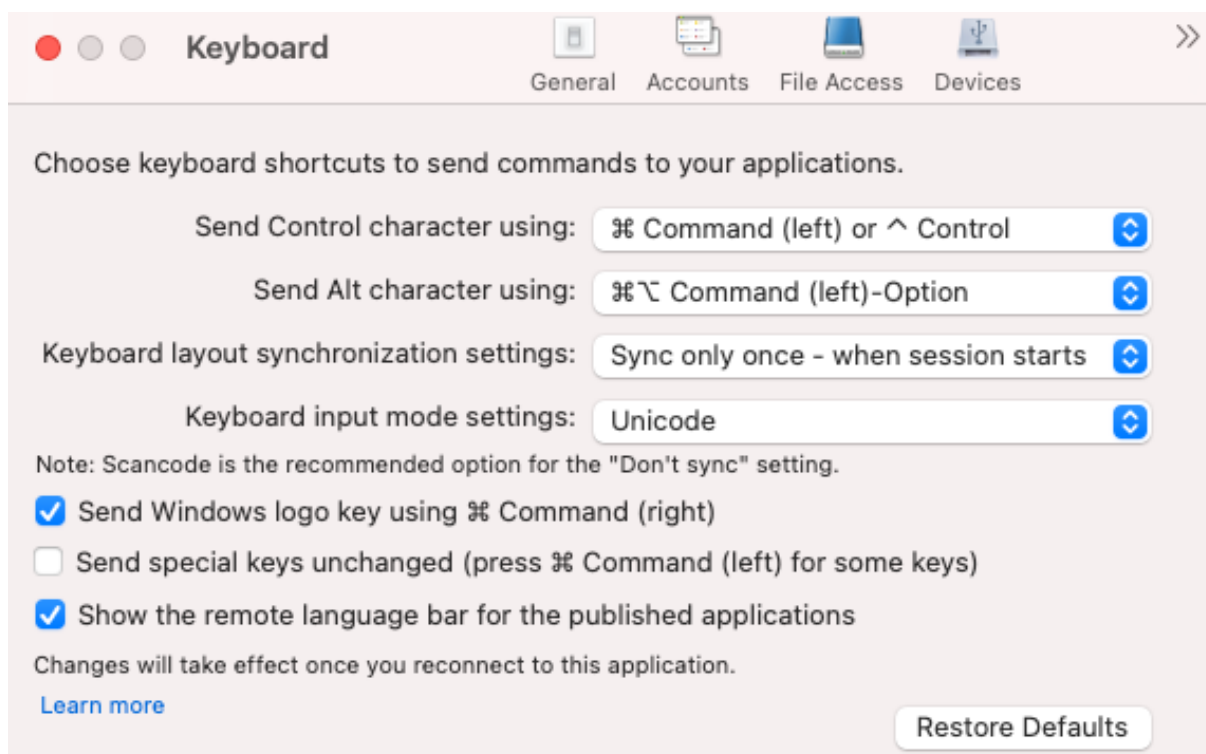 Keyboard
General Accounts File Access Devices
Choose keyboard shortcuts to send commands to your applications.
Send Control character using: ⌘ Command (left) or ^ Control
Send Alt character using: ⌘⌥ Command (left)-Option
Keyboard layout synchronization settings: Sync only once - when session starts
Keyboard input mode settings: Unicode
Note: Scancode is the recommended option for the "Don't sync" setting.
Send Windows logo key using ⌘ Command (right)
Send special keys unchanged (press ⌘ Command (left) for some keys)
Show the remote language bar for the published applications
Changes will take effect once you reconnect to this application.
Learn more
Restore Defaults